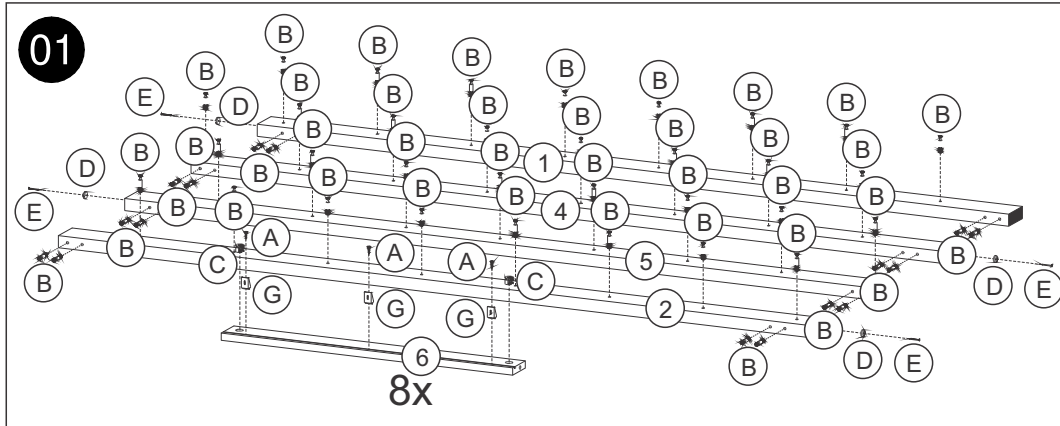 01
B B B B B B B B
B B B B B B B B
E D
B B B B 1 B B B B
B
B B B B 4 B B B
D
E
B B
A A A 5 B
B
C C D E
B G B
G 2
G B
6 D E
B
8x